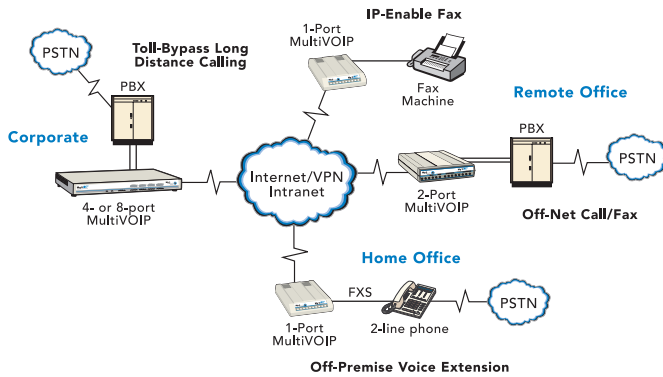 IP-Enable Fax
1-Port
MultiVOIP
Fax
Machine
PSTN
Toll-Bypass Long
Distance Calling
PBX
Corporate
4- or 8-port
MultiVOIP
Internet/VPN
Intranet
Remote Office
PBX
2-Port
MultiVOIP
PSTN
Off-Net Call/Fax
Home Office
FXS
1-Port
MultiVOIP
2-line phone
PSTN
Off-Premise Voice Extension